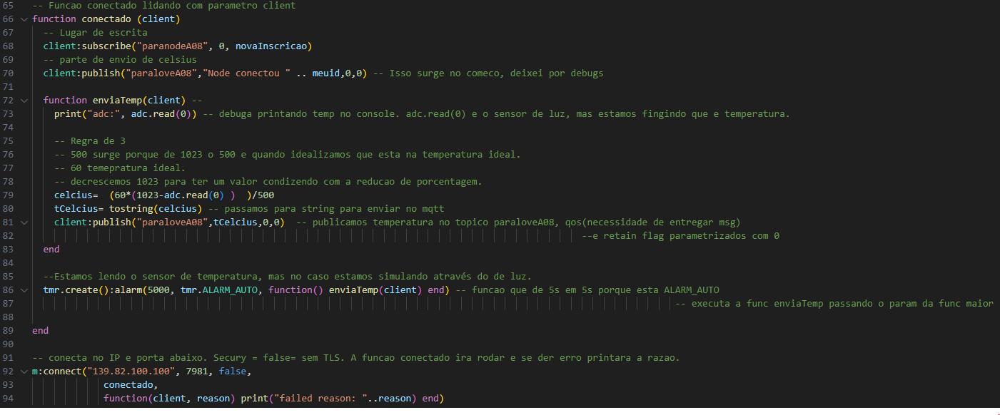 65 -- Funcao conectado lidando com parametro client
66 function conectado (client)
67 -- Lugar de escrita
68 client:subscribe("paranodeA08", 0, novaInscricao)
69 -- parte de envio de celsius
70 client:publish("paraloveA08","Node conectou " .. meuid,0,0) -- Isso surge no comeco, deixei por debugs
71
72 function enviaTemp(client) --
73 print("adc:", adc.read(0)) -- debuga printando temp no console. adc.read(0) e o sensor de luz, mas estamos fingindo que e temperatura.
74
75 -- Regra de 3
76 -- 500 surge porque de 1023 o 500 e quando idealizamos que esta na temperatura ideal.
77 -- 60 temepratura ideal.
78 -- decrescemos 1023 para ter um valor condizendo com a reducao de porcentagem.
79 celcius=  (60*(1023-adc.read(0) )  )/500
80 tCelcius= tostring(celcius) -- passamos para string para enviar no mqtt
81 client:publish("paraloveA08",tCelcius,0,0)  -- publicamos temperatura no topico paraloveA08, qos(necessidade de entregar msg)
82 --e retain flag parametrizados com 0
83 end
84
85 --Estamos lendo o sensor de temperatura, mas no caso estamos simulando através do de luz.
86 tmr.create():alarm(5000, tmr.ALARM_AUTO, function() enviaTemp(client) end) -- funcao que de 5s em 5s porque esta ALARM_AUTO
87 -- executa a func enviaTemp passando o param da func maior
88
89 end
90
91 -- conecta no IP e porta abaixo. Secury = false= sem TLS. A funcao conectado ira rodar e se der erro printara a razao.
92 m:connect("139.82.100.100", 7981, false,
93 conectado,
94 function(client, reason) print("failed reason: "..reason) end)